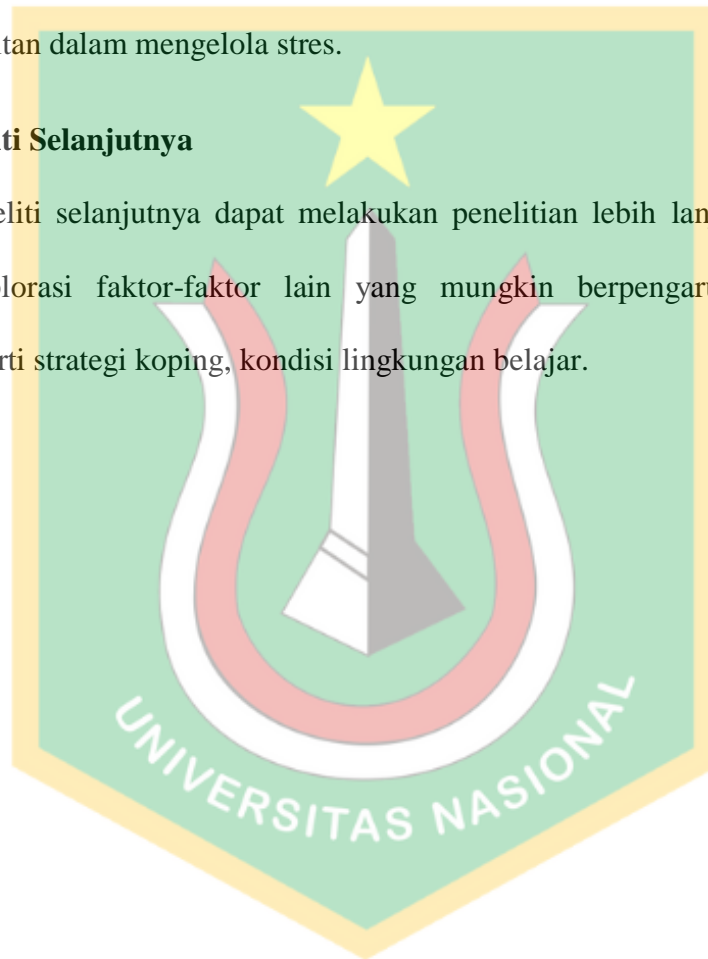 tan dalam mengelola stres.
ti Selanjutnya
eliti selanjutnya dapat melakukan penelitian lebih lan
lorasi faktor-faktor lain yang mungkin berpengaru
rti strategi koping, kondisi lingkungan belajar.
UNIVERSITAS NASIONAL